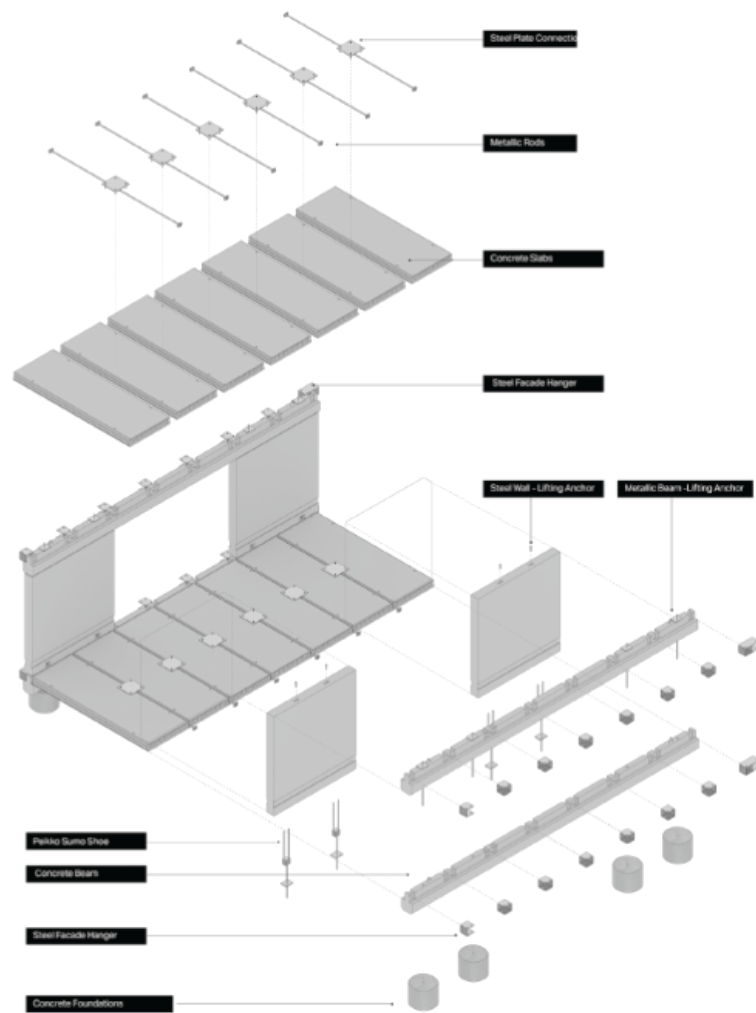 Steel Plate Connectio
Metallic Rods
Concrete Slabs
Steel Facade Hanger
Steel Wall - Lifting Anchor
Metallic Beam -Lifting Anchor
Peikko Sumo Shoe
Concrete Beam
Steel Facade Hanger
Concrete Foundations